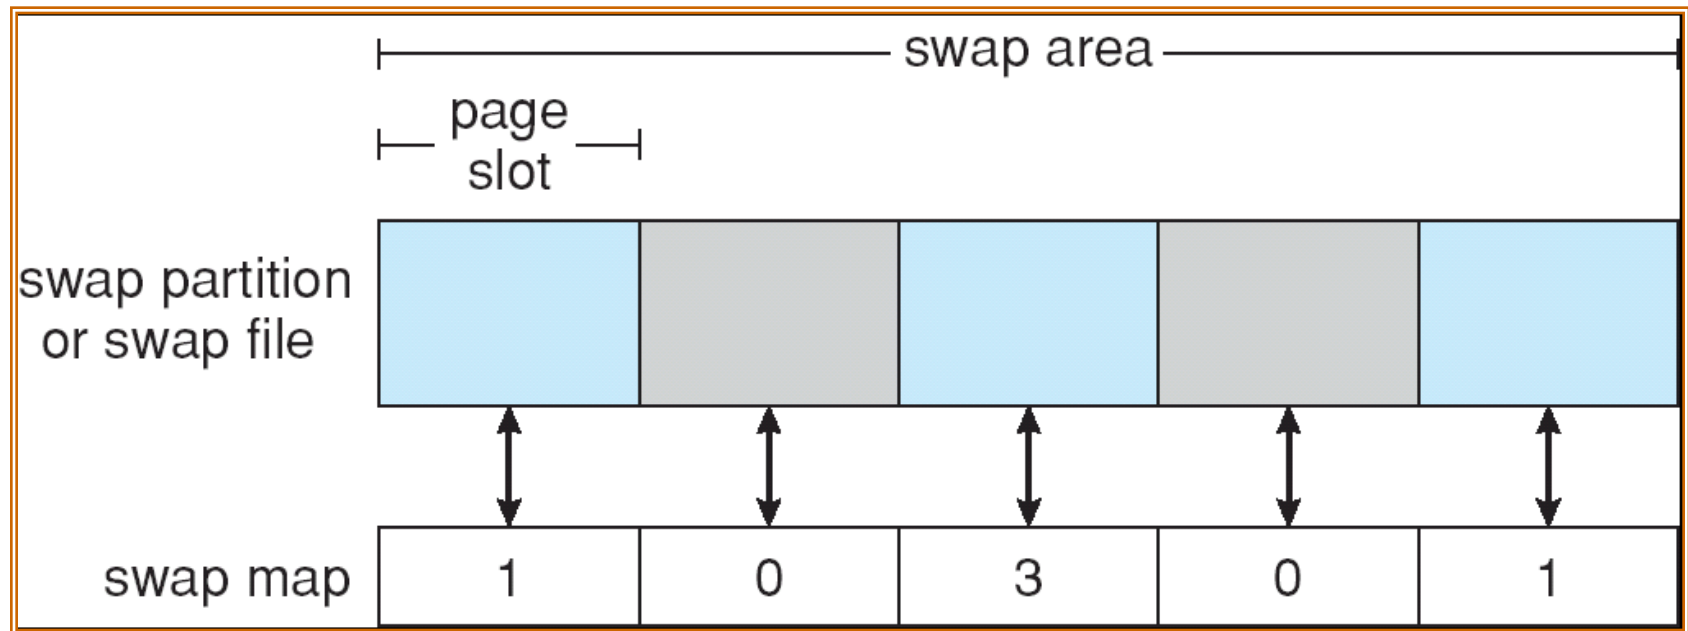 swap area
page
slot
swap partition
or swap file
swap map 1 0 3 0 1